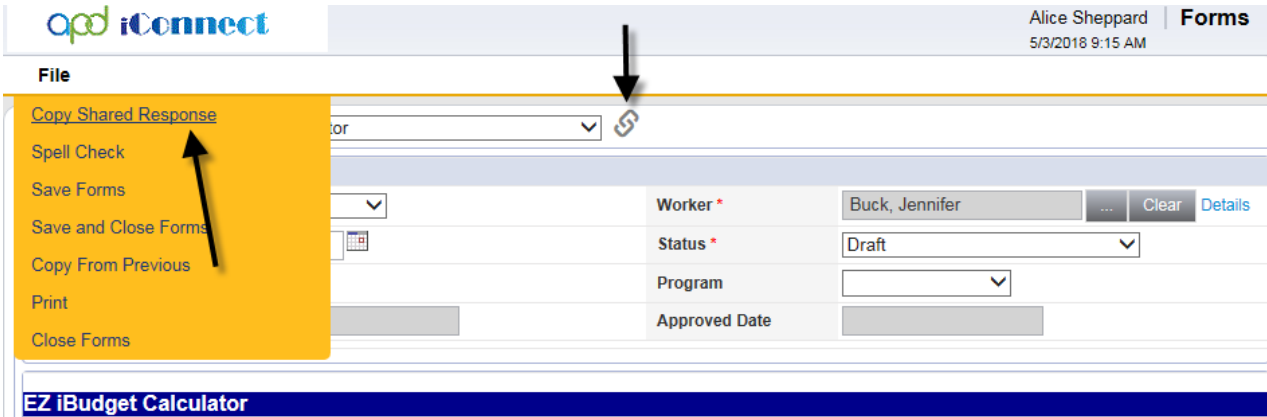 apd iConnect
Alice Sheppard | Forms
5/3/2018 9:15 AM
File
Copy Shared Response
tor
Spell Check
Save Forms
Worker * Buck, Jennifer ... Clear Details
Save and Close Forms
Status * Draft
Copy From Previous
Program
Print
Approved Date
Close Forms
EZ iBudget Calculator